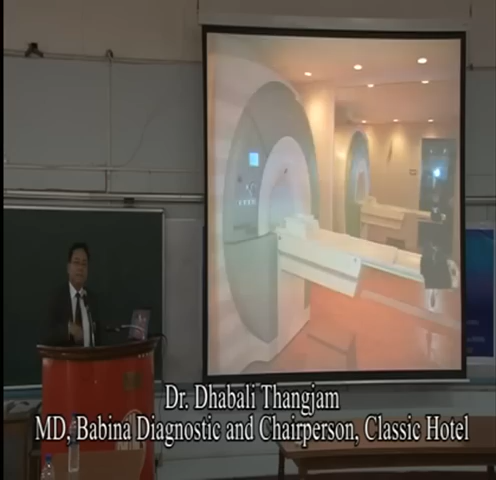 Dr. Dhabali Thangjam
MD, Babina Diagnostic and Chairperson, Classic Hotel